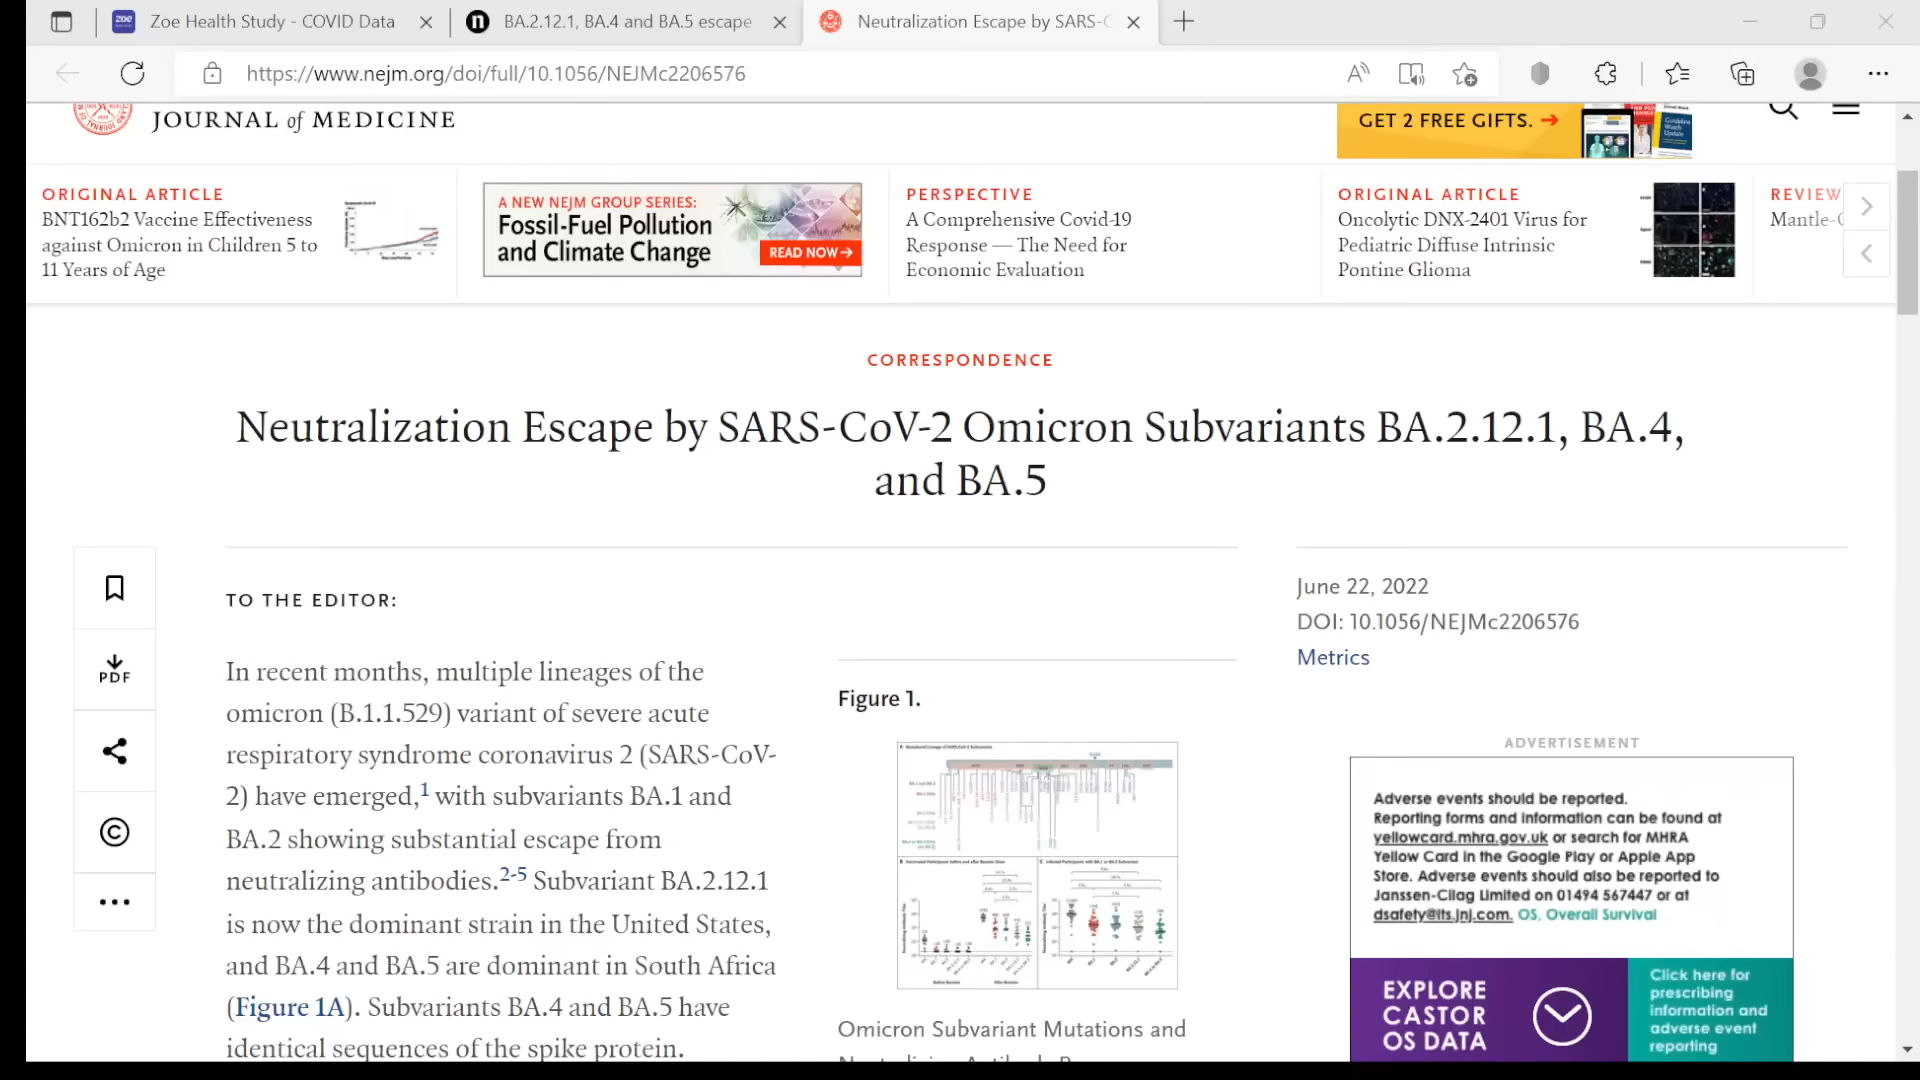 Zoe Health Study - COVID Data
BA.2.12.1, BA.4 and BA.5 escape
Neutralization Escape by SARS-C
https://www.nejm.org/doi/full/10.1056/NEJMc2206576
JOURNAL of MEDICINE
GET 2 FREE GIFTS. →
ORIGINAL ARTICLE
BNT162b2 Vaccine Effectiveness
against Omicron in Children 5 to
11 Years of Age
A NEW NEJM GROUP SERIES:
Fossil-Fuel Pollution
and Climate Change
READ NOW→
PERSPECTIVE
A Comprehensive Covid-19
Response — The Need for
Economic Evaluation
ORIGINAL ARTICLE
Oncolytic DNX-2401 Virus for
Pediatric Diffuse Intrinsic
Pontine Glioma
REVIEW
Mantle-C
CORRESPONDENCE
Neutralization Escape by SARS-CoV-2 Omicron Subvariants BA.2.12.1, BA.4,
and BA.5
PDF
TO THE EDITOR:
In recent months, multiple lineages of the
omicron (B.1.1.529) variant of severe acute
respiratory syndrome coronavirus 2 (SARS-CoV-
2) have emerged,1 with subvariants BA.1 and
BA.2 showing substantial escape from
neutralizing antibodies.2-5 Subvariant BA.2.12.1
is now the dominant strain in the United States,
and BA.4 and BA.5 are dominant in South Africa
(Figure 1A). Subvariants BA.4 and BA.5 have
identical sequences of the spike protein.
Figure 1.
Omicron Subvariant Mutations and
June 22, 2022
DOI: 10.1056/NEJMc2206576
Metrics
ADVERTISEMENT
Adverse events should be reported.
Reporting forms and information can be found at
yellowcard.mhra.gov.uk or search for MHRA
Yellow Card in the Google Play or Apple App
Store. Adverse events should also be reported to
Janssen-Cilag Limited on 01494 567447 or at
dsafety@its.jnj.com. OS, Overall Survival
EXPLORE
CASTOR
OS DATA
Click here for
prescribing
information and
adverse event
reporting